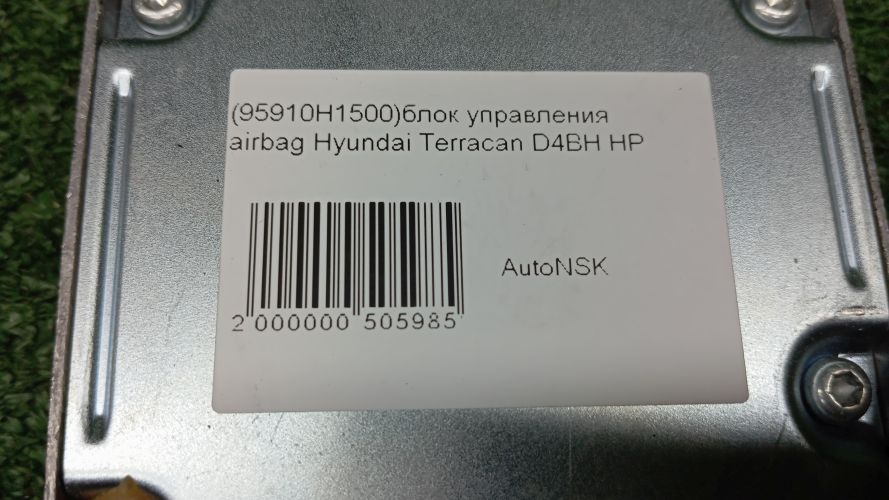 (95910H1500)блок управления
airbag Hyundai Terracan D4BH HP
AutoNSK
2 000000 505985